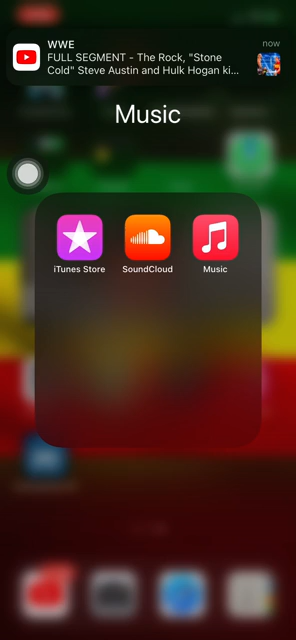 WWE
now
FULL SEGMENT - The Rock, "Stone
Cold" Steve Austin and Hulk Hogan ki...
Music
iTunes Store
SoundCloud
Music